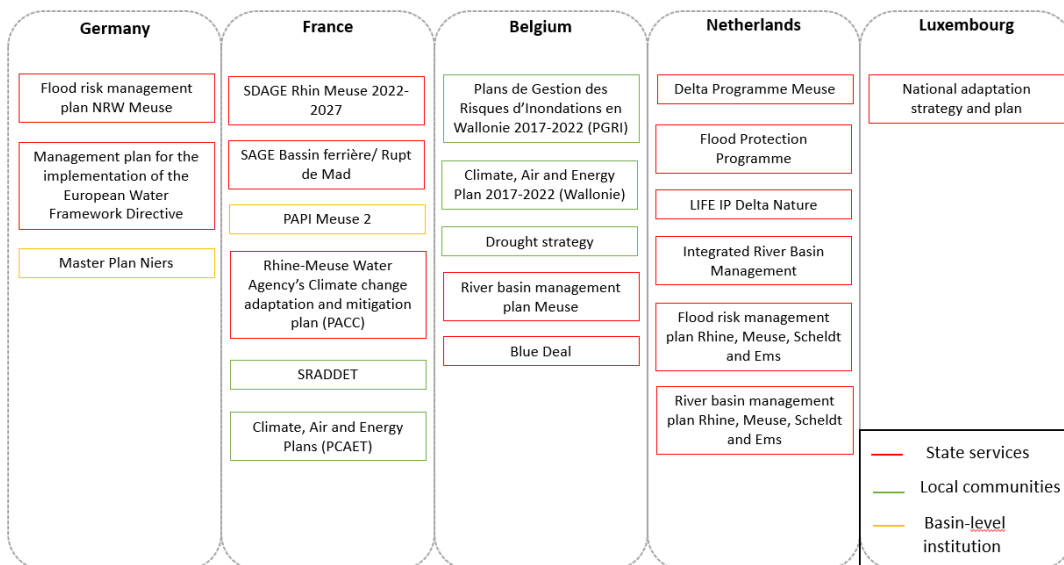 Germany
Flood risk management
plan NRW Meuse
Management plan for the
implementation of the
European Water
Framework Directive
Master Plan Niers
France
SDAGE Rhin Meuse 2022-
2027
SAGE Bassin ferrière/ Rupt
de Mad
PAPI Meuse 2
Rhine-Meuse Water
Agency’s Climate change
adaptation and mitigation
plan (PACC)
SRADDET
Climate, Air and Energy
Plans (PCAET)
Belgium
Plans de Gestion des
Risques d’Inondations en
Wallonie 2017-2022 (PGRI)
Climate, Air and Energy
Plan 2017-2022 (Wallonie)
Drought strategy
River basin management
plan Meuse
Blue Deal
Netherlands
Delta Programme Meuse
Flood Protection
Programme
LIFE IP Delta Nature
Integrated River Basin
Management
Flood risk management
plan Rhine, Meuse, Scheldt
and Ems
River basin management
plan Rhine, Meuse, Scheldt
and Ems
Luxembourg
National adaptation
strategy and plan
State services
Local communities
Basin-level
institution